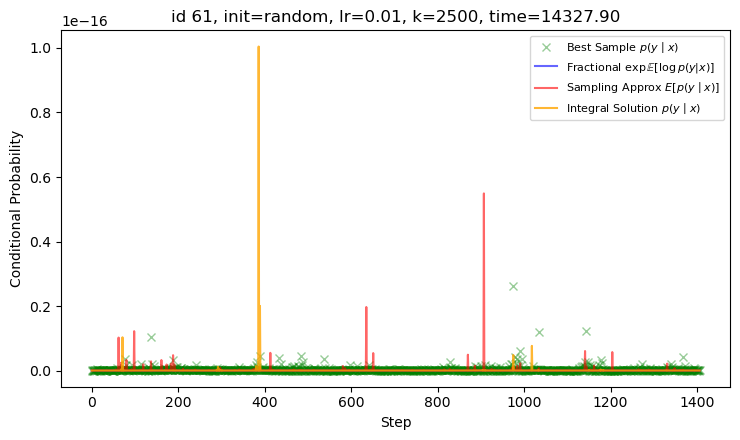 id 61, init=random, lr=0.01, k=2500, time=14327.90
1e−16
Best Sample p(y | x)
Fractional exp𝔼[log p(y|x)]
Sampling Approx E[p(y | x)]
Integral Solution p(y | x)
1.0
0.8
0.6
0.4
0.2
0.0
Conditional Probability
0 200 400 600 800 1000 1200 1400
Step